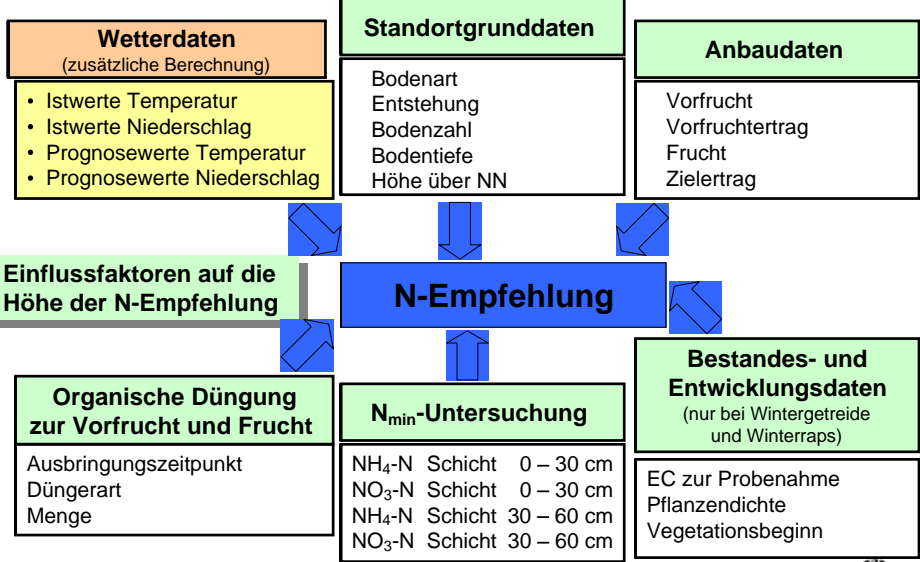 Wetterdaten
(zusätzliche Berechnung)
• Istwerte Temperatur
• Istwerte Niederschlag
• Prognosewerte Temperatur
• Prognosewerte Niederschlag
Standortgrunddaten
Bodenart
Entstehung
Bodenzahl
Bodentiefe
Höhe über NN
Anbaudaten
Vorfrucht
Vorfruchtertrag
Frucht
Zielertrag
Einflussfaktoren auf die
Höhe der N-Empfehlung
N-Empfehlung
Organische Düngung
zur Vorfrucht und Frucht
Ausbringungszeitpunkt
Düngerart
Menge
Nmin-Untersuchung
NH4-N Schicht 0 – 30 cm
NO3-N Schicht 0 – 30 cm
NH4-N Schicht 30 – 60 cm
NO3-N Schicht 30 – 60 cm
Bestandes- und
Entwicklungsdaten
(nur bei Wintergetreide
und Winterraps)
EC zur Probenahme
Pflanzendichte
Vegetationsbeginn